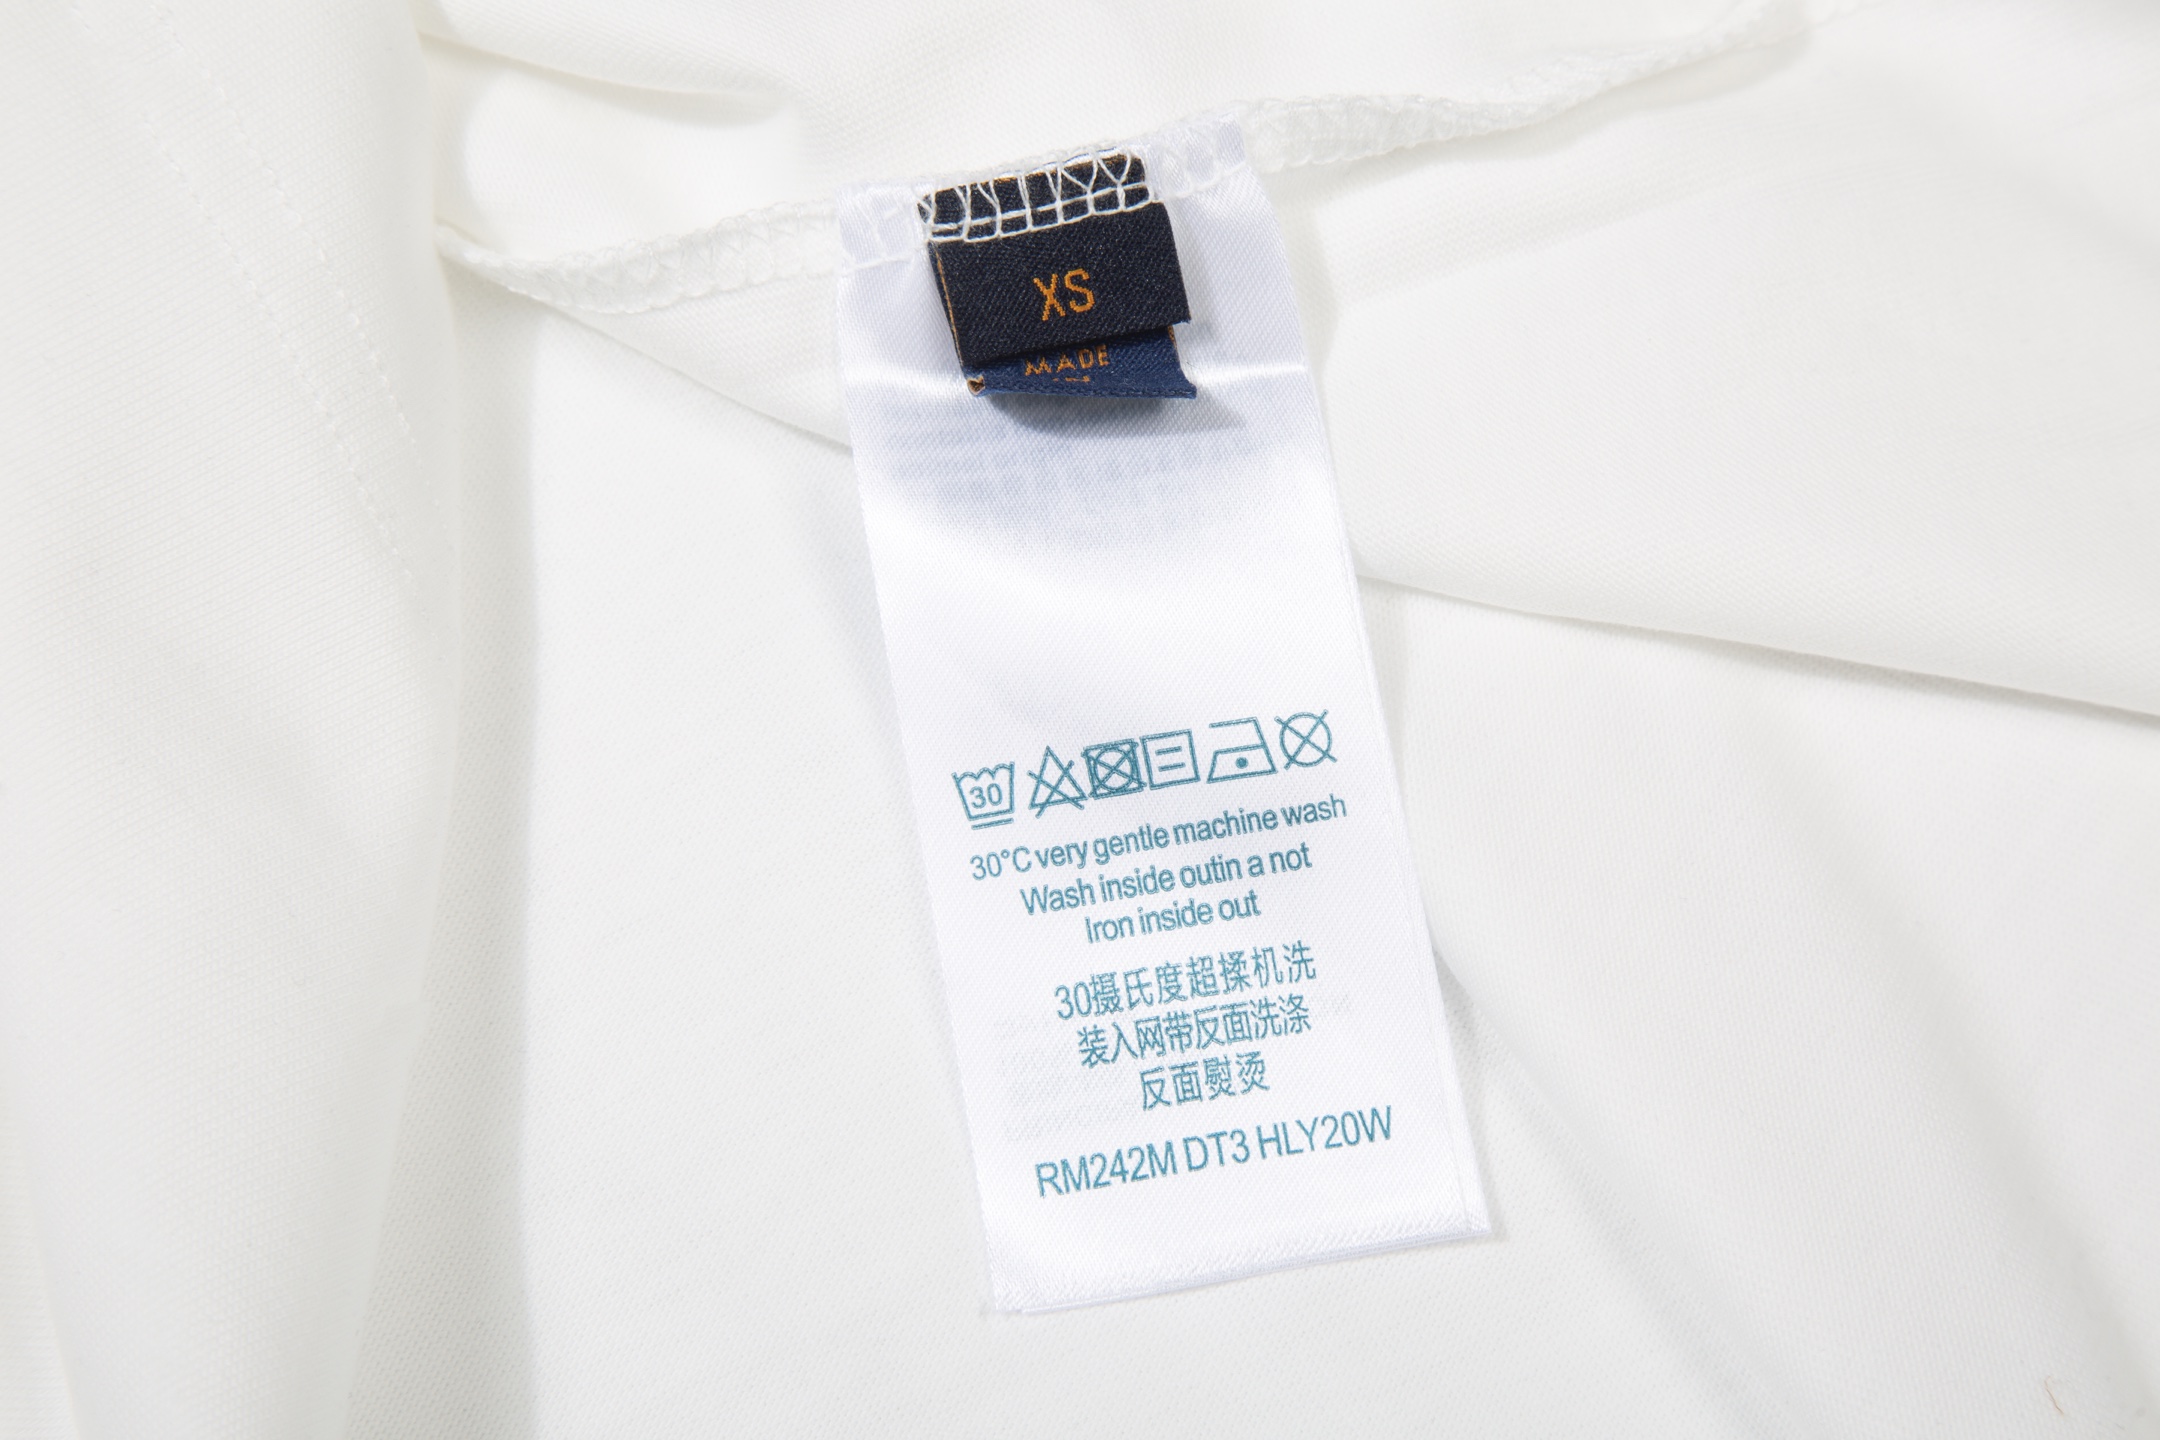 XS
MADE
30
30°C very gentle machine wash
Wash inside outin a not
Iron inside out
30摄氏度超揉机洗
装入网带反面洗涤
反面熨烫
RM242M DT3 HLY20W